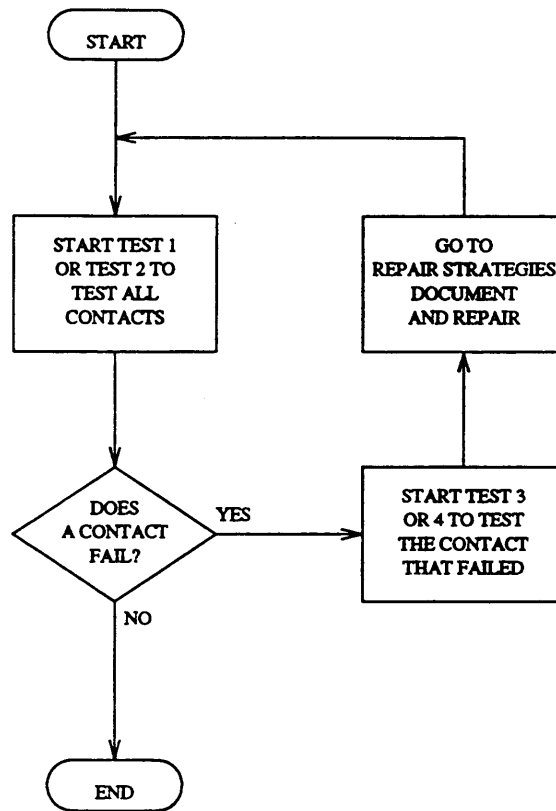 START
START TEST 1
OR TEST 2 TO
TEST ALL
CONTACTS
GO TO
REPAIR STRATEGIES
DOCUMENT
AND REPAIR
DOES
A CONTACT
FAIL?
YES
START TEST 3
OR 4 TO TEST
THE CONTACT
THAT FAILED
NO
END